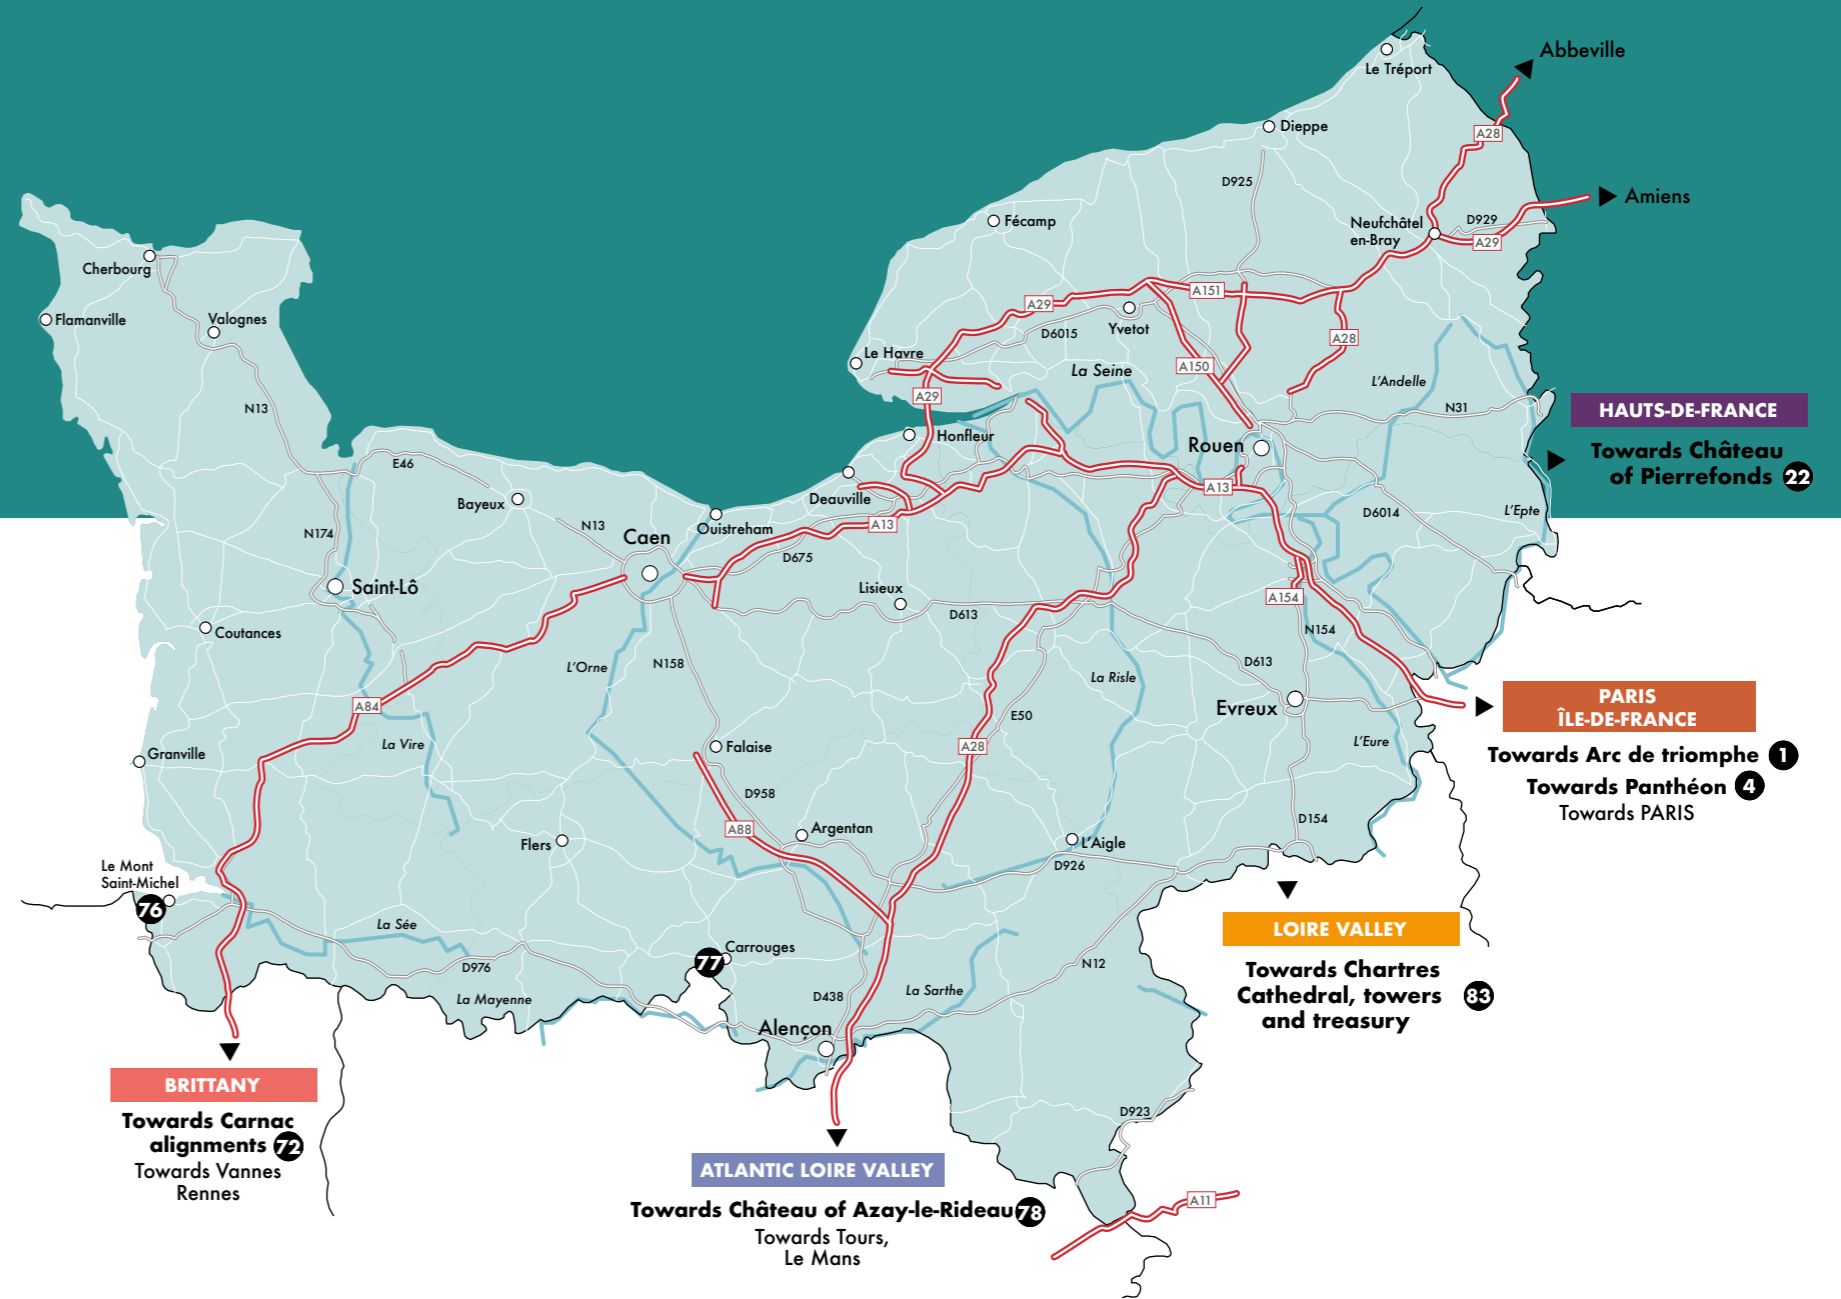 Abbeville
Le Tréport
Dieppe
A28
D925
Amiens
Fécamp
Neufchâtel
en-Bray
D929
A29
Cherbourg
Flamanville
Valognes
A29
A151
D6015
Yvetot
A28
Le Havre
La Seine
A150
L'Andelle
A29
N13
N31
HAUTS-DE-FRANCE
Honfleur
Rouen
Towards Château
of Pierrefonds 22
E46
Bayeux
Deauville
A13
L'Epte
D6014
N174
N13
Caen
Ouistreham
A13
D675
Saint-Lô
Lisieux
D613
A154
Coutances
N154
L'Orne
N158
La Risle
D613
A84
Evreux
E50
PARIS
ÎLE-DE-FRANCE
Granville
La Vire
Falaise
A28
L'Eure
Towards Arc de triomphe 1
Towards Panthéon 4
Towards PARIS
D958
A88
Argentan
Flers
L'Aigle
D154
D926
Le Mont
Saint-Michel
76
La Sée
LOIRE VALLEY
Carrouges
77
D976
N12
Towards Chartres
Cathedral, towers 83
and treasury
La Mayenne
D438
La Sarthe
Alençon
BRITTANY
D923
Towards Carnac
alignments 72
Towards Vannes
Rennes
ATLANTIC LOIRE VALLEY
A11
Towards Château of Azay-le-Rideau 78
Towards Tours,
Le Mans